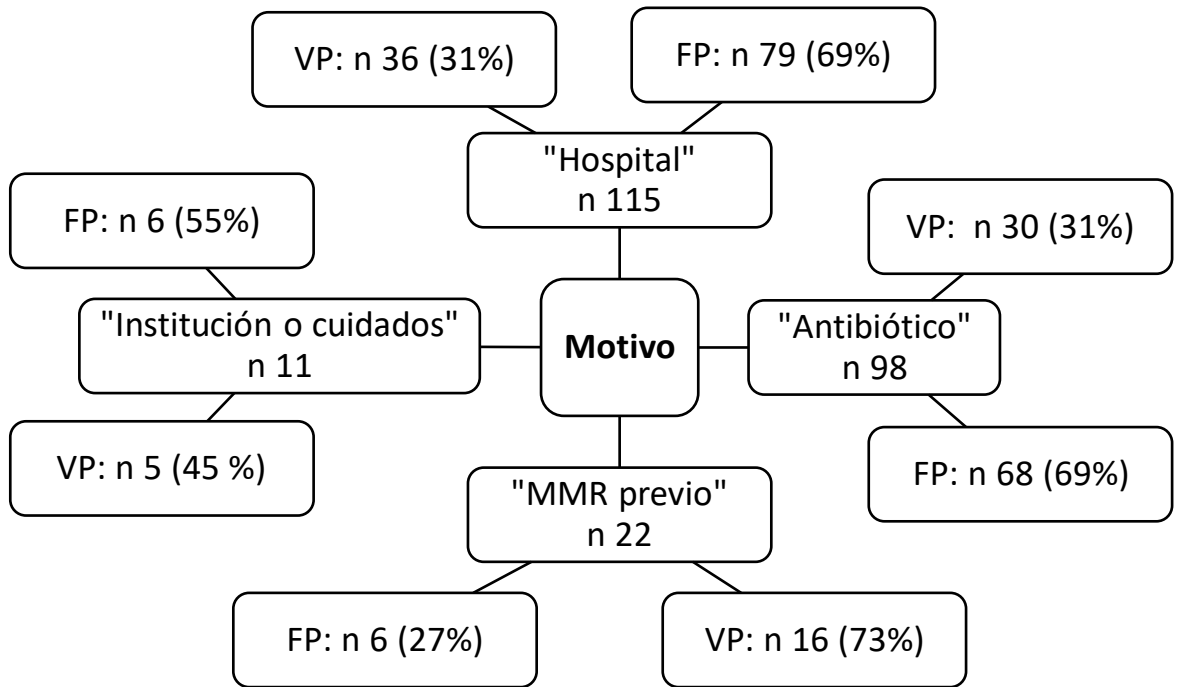 VP: n 36 (31%)
FP: n 79 (69%)
"Hospital"
n 115
FP: n 6 (55%)
VP:  n 30 (31%)
"Institución o cuidados"
n 11
Motivo
"Antibiótico"
n 98
VP: n 5 (45 %)
FP: n 68 (69%)
"MMR previo"
n 22
FP: n 6 (27%)
VP: n 16 (73%)